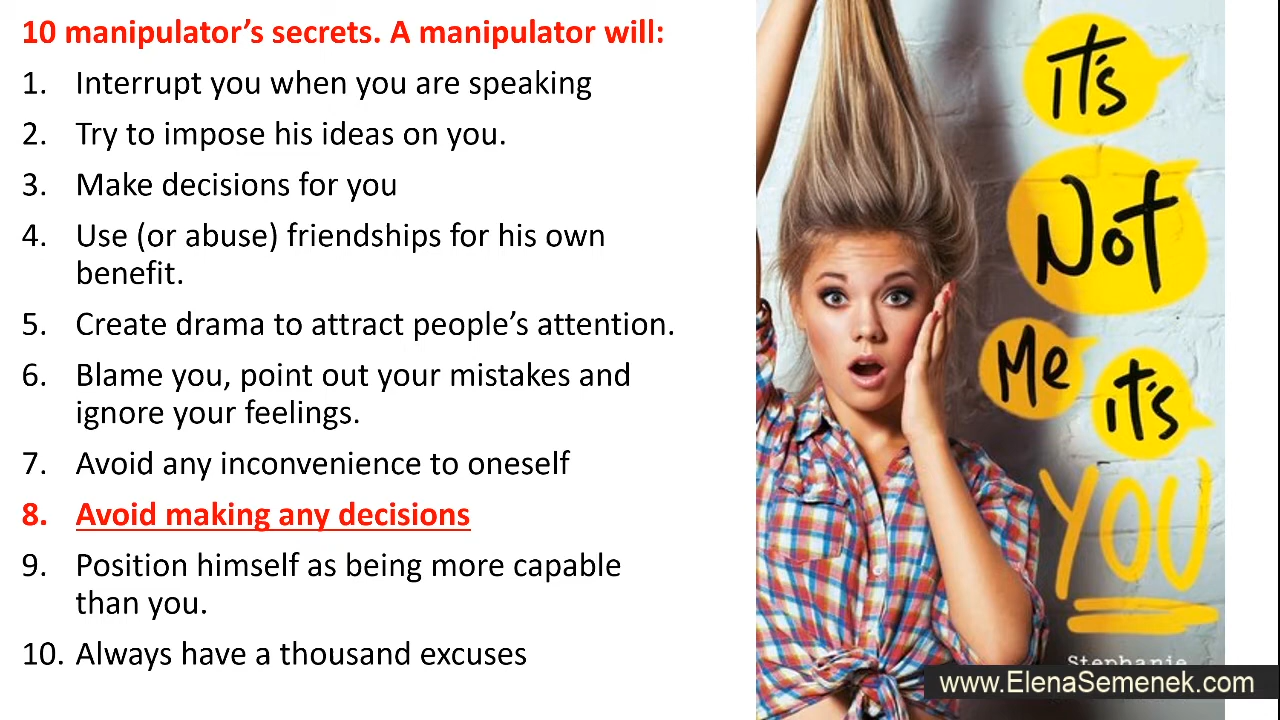 10 manipulator’s secrets. A manipulator will:
1. Interrupt you when you are speaking
2. Try to impose his ideas on you.
3. Make decisions for you
4. Use (or abuse) friendships for his own
benefit.
5. Create drama to attract people’s attention.
6. Blame you, point out your mistakes and
ignore your feelings.
7. Avoid any inconvenience to oneself
8. Avoid making any decisions
9. Position himself as being more capable
than you.
10. Always have a thousand excuses
it's
Not
Me it's
YOU
Stephanie
www.ElenaSemenek.com